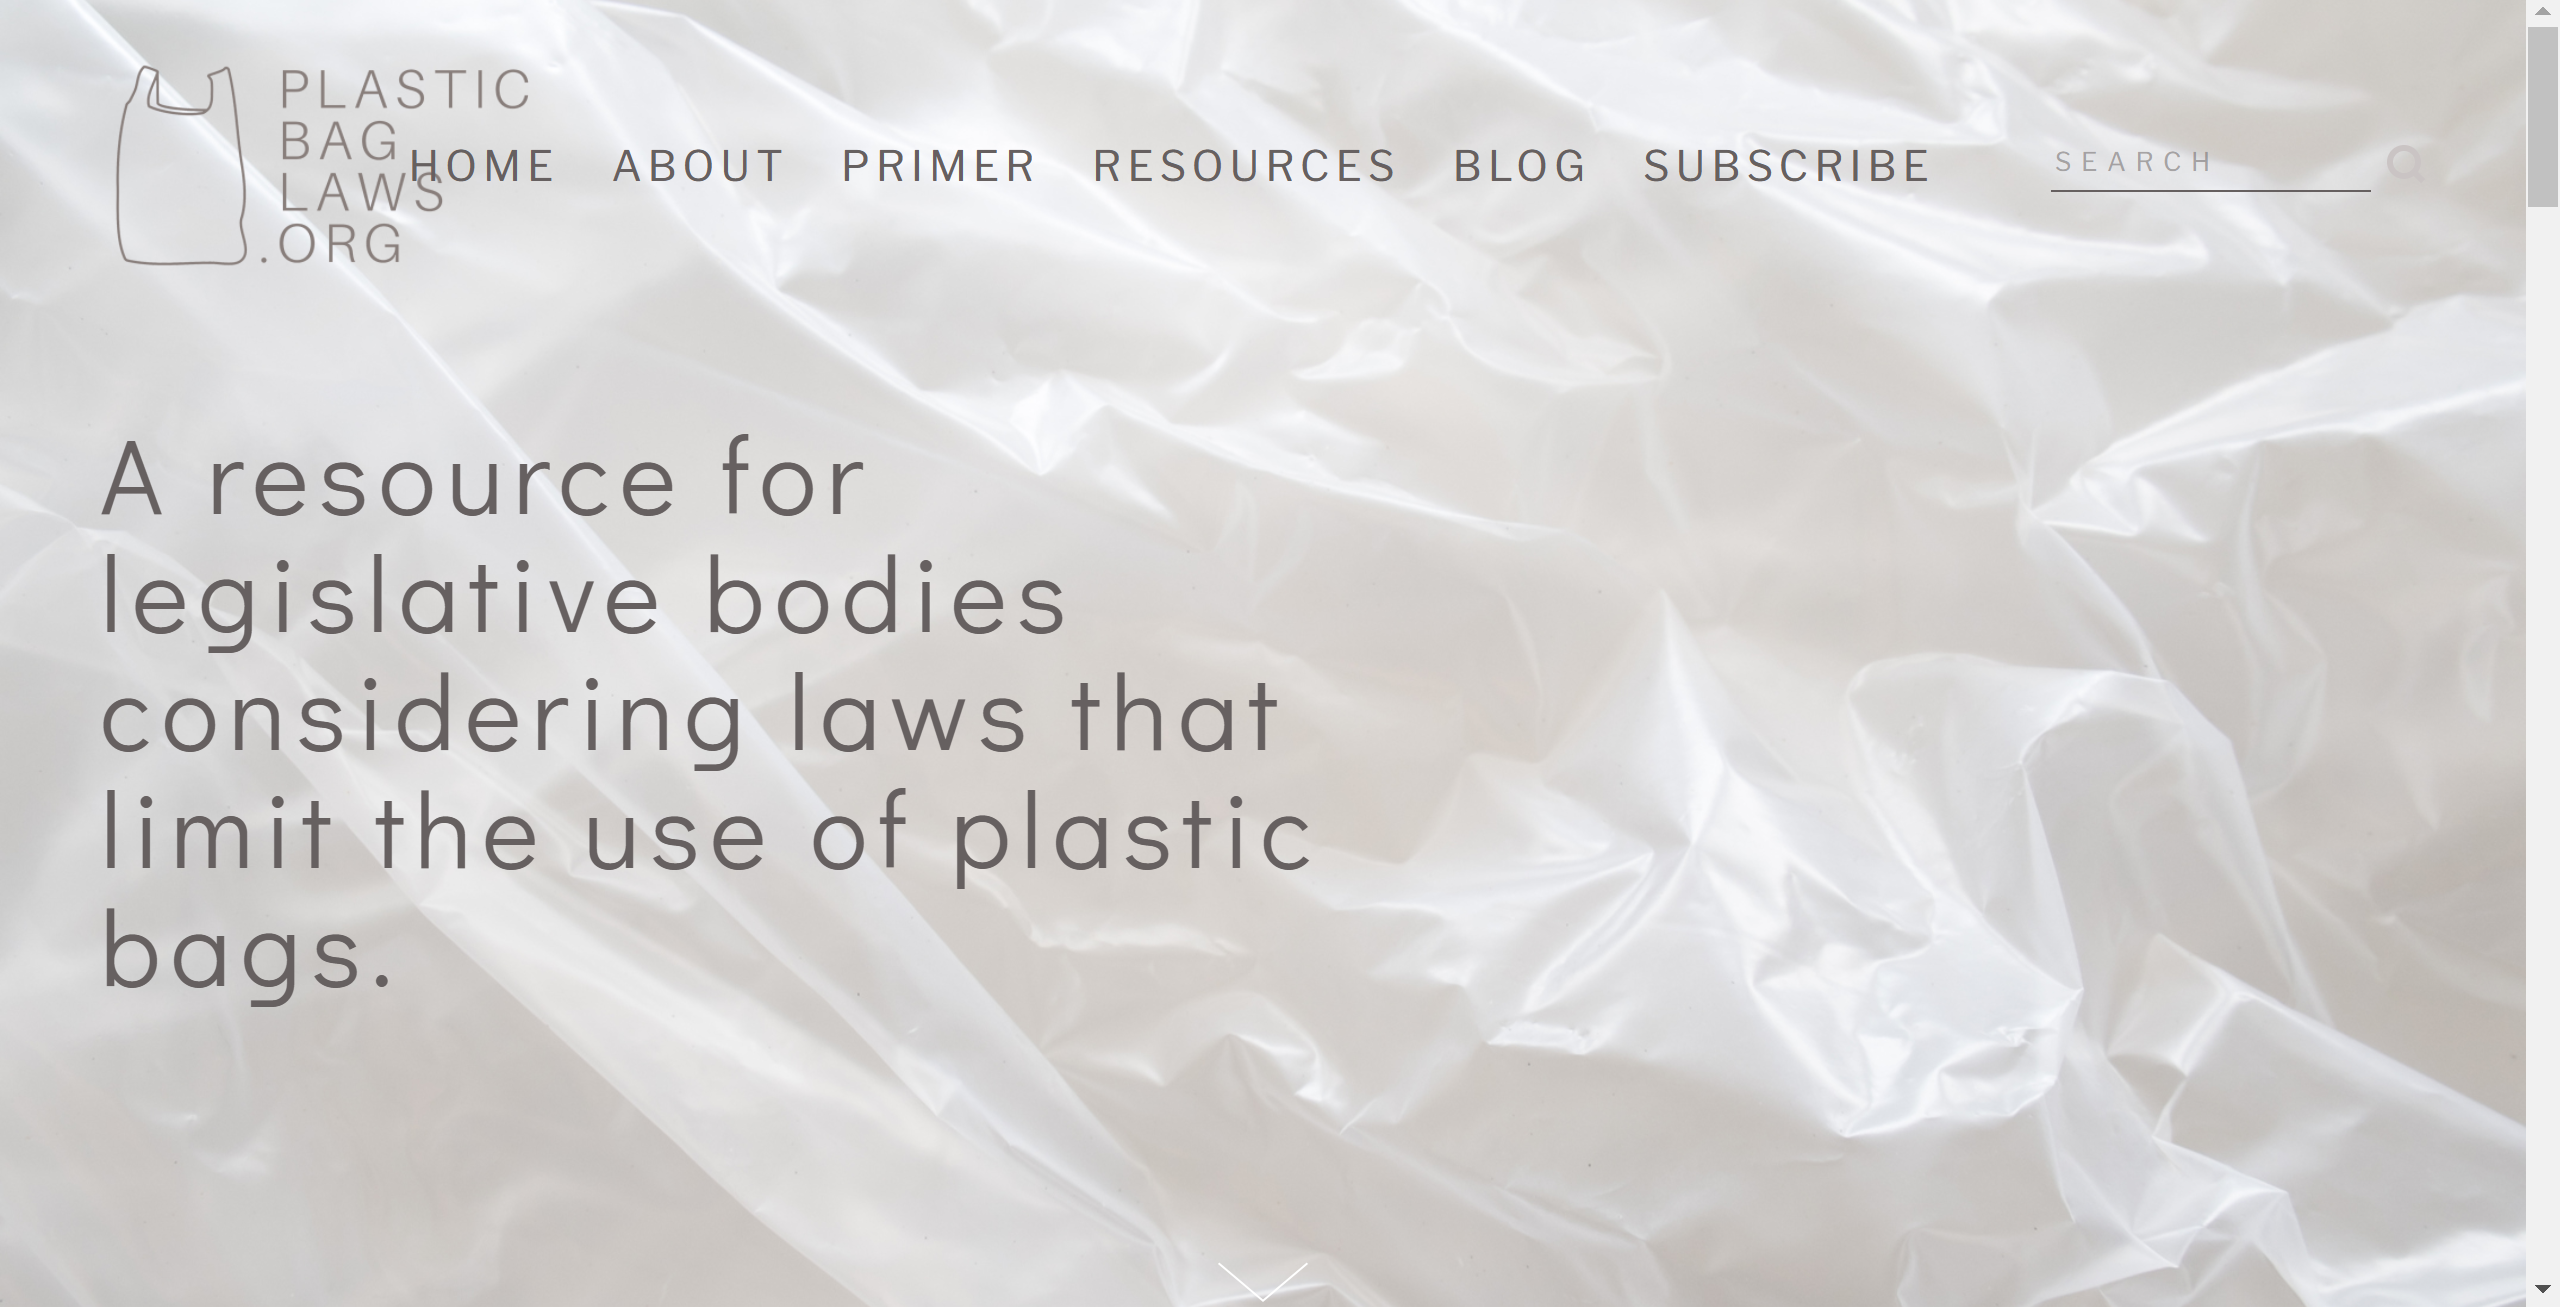 PLASTIC
BAG
LAWS
.ORG
HOME ABOUT PRIMER RESOURCES BLOG SUBSCRIBE
SEARCH
A resource for
legislative bodies
considering laws that
limit the use of plastic
bags.